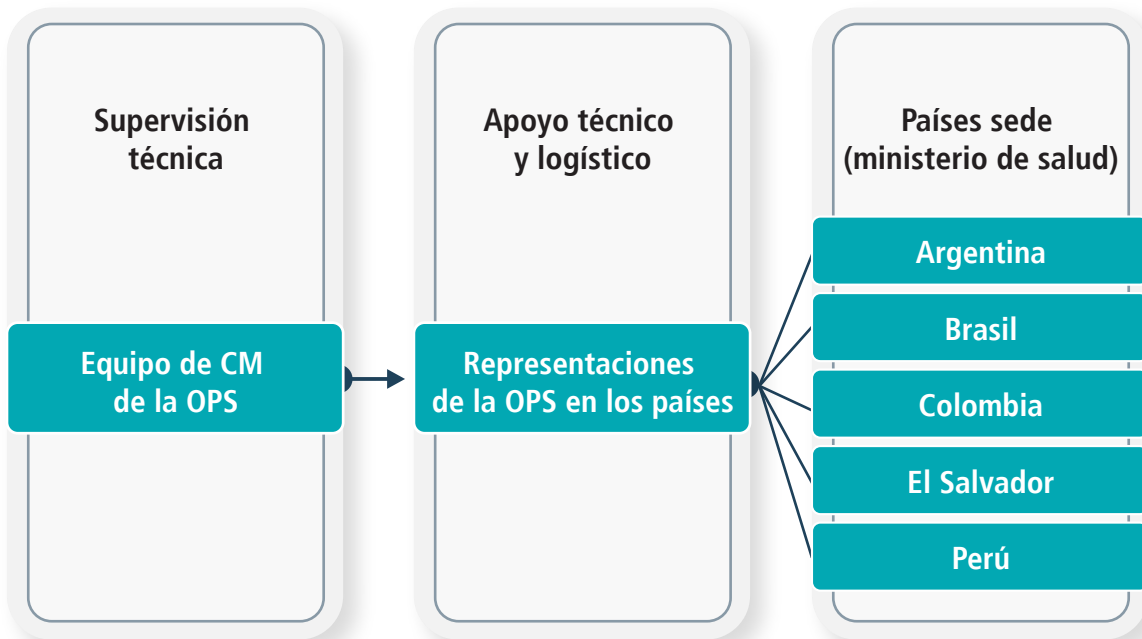 Supervisión
técnica
Equipo de CM
de la OPS
Apoyo técnico
y logístico
Representaciones
de la OPS en los países
Países sede
(ministerio de salud)
Argentina
Brasil
Colombia
El Salvador
Perú